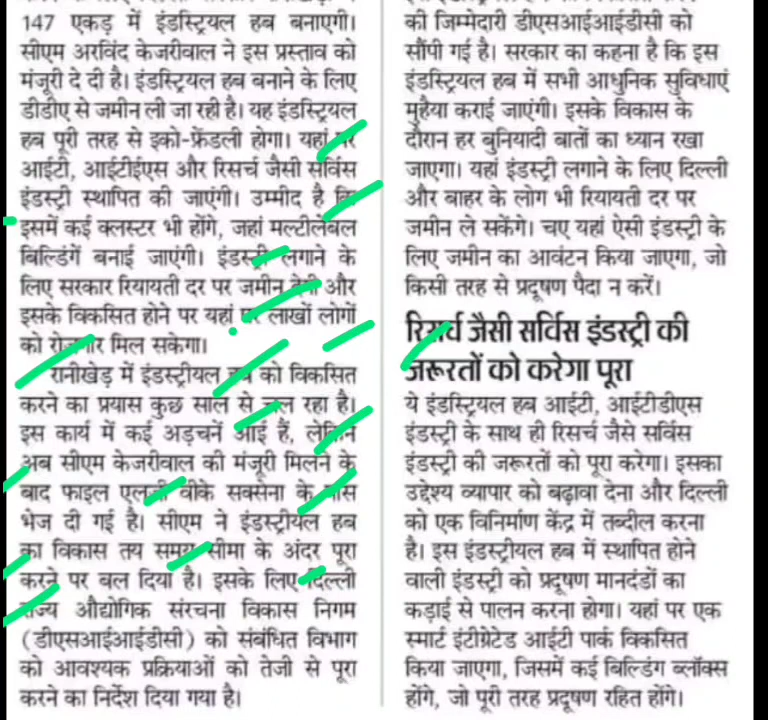 147 एकड़ में इंडस्ट्रियल हब बनाएगी।
सीएम अरविंद केजरीवाल ने इस प्रस्ताव को
मंजूरी दे दी है। इंडस्ट्रियल हब बनाने के लिए
डीडीए से जमीन ली जा रही है। यह इंडस्ट्रियल
हब पूरी तरह से इको-फ्रेंडली होगा। यहां पर
आईटी, आईटीईएस और रिसर्च जैसी सर्विस
इंडस्ट्री स्थापित की जाएंगी। उम्मीद है कि
इसमें कई क्लस्टर भी होंगे, जहां मल्टीलेवल
बिल्डिंगें बनाई जाएंगी। इंडस्ट्री लगाने के
लिए सरकार रियायती दर पर जमीन देगी और
इसके विकसित होने पर यहां पर लाखों लोगों
को रोजगार मिल सकेगा।
रानीखेड़ में इंडस्ट्रीयल हब को विकसित
करने का प्रयास कुछ साल से चल रहा है।
इस कार्य में कई अड़चनें आई हैं, लेकिन
अब सीएम केजरीवाल की मंजूरी मिलने के
बाद फाइल एलजी वीके सक्सेना के पास
भेज दी गई है। सीएम ने इंडस्ट्रीयल हब
का विकास तय समय सीमा के अंदर पूरा
करने पर बल दिया है। इसके लिए दिल्ली
राज्य औद्योगिक संरचना विकास निगम
(डीएसआईआईडीसी) को संबंधित विभाग
को आवश्यक प्रक्रियाओं को तेजी से पूरा
करने का निर्देश दिया गया है।
की जिम्मेदारी डीएसआईआईडीसी को
सौंपी गई है। सरकार का कहना है कि इस
इंडस्ट्रियल हब में सभी आधुनिक सुविधाएं
मुहैया कराई जाएंगी। इसके विकास के
दौरान हर बुनियादी बातों का ध्यान रखा
जाएगा। यहां इंडस्ट्री लगाने के लिए दिल्ली
और बाहर के लोग भी रियायती दर पर
जमीन ले सकेंगे। चए यहां ऐसी इंडस्ट्री के
लिए जमीन का आवंटन किया जाएगा, जो
किसी तरह से प्रदूषण पैदा न करें।
रिसर्च जैसी सर्विस इंडस्ट्री की
जरूरतों को करेगा पूरा
ये इंडस्ट्रियल हब आईटी, आईटीडीएस
इंडस्ट्री के साथ ही रिसर्च जैसे सर्विस
इंडस्ट्री की जरूरतों को पूरा करेगा। इसका
उद्देश्य व्यापार को बढ़ावा देना और दिल्ली
को एक विनिर्माण केंद्र में तब्दील करना
है। इस इंडस्ट्रीयल हब में स्थापित होने
वाली इंडस्ट्री को प्रदूषण मानदंडों का
कड़ाई से पालन करना होगा। यहां पर एक
स्मार्ट इंटीग्रेटेड आईटी पार्क विकसित
किया जाएगा, जिसमें कई बिल्डिंग ब्लॉक्स
होंगे, जो पूरी तरह प्रदूषण रहित होंगे।